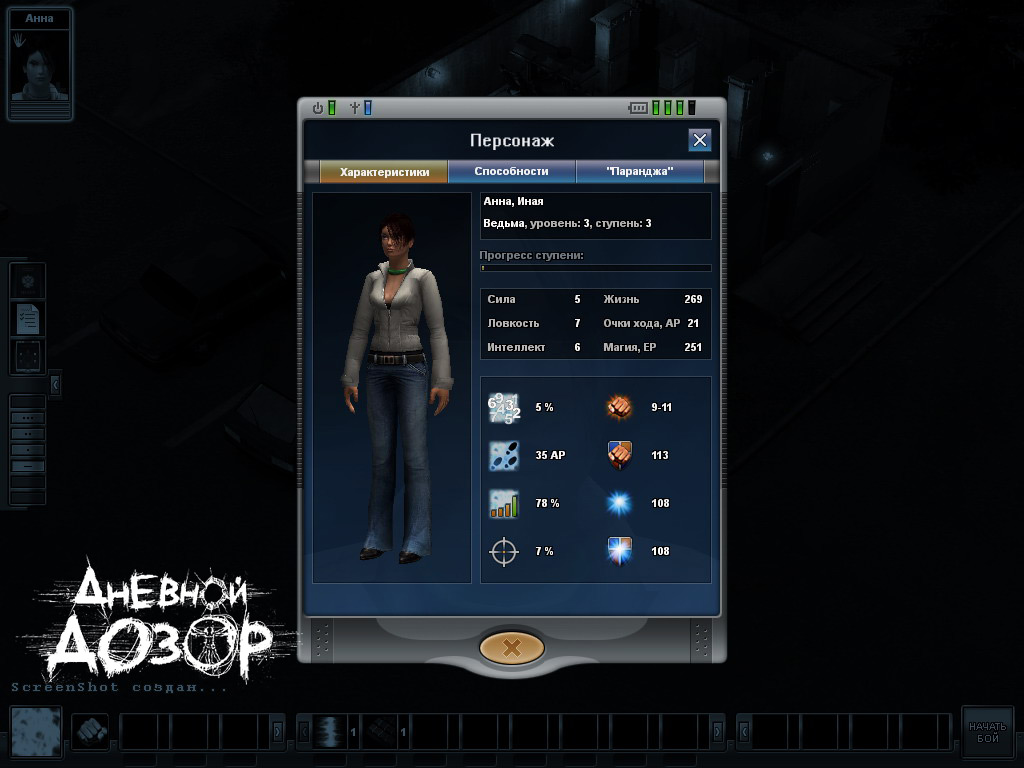 Анна
Персонаж
Характеристики
Способности
"Паранджа"
Анна, Иная
Ведьма, уровень: 3, ступень: 3
Прогресс ступени:
Сила 5 Жизнь 269
Ловкость 7 Очки хода, AP 21
Интеллект 6 Магия, EP 251
5 % 9-11
35 AP 113
78 % 108
7 % 108
ДНЕВНОЙ
ДОЗОР
ScreenShot создан...
1 1
НАЧАТЬ
БОЙ